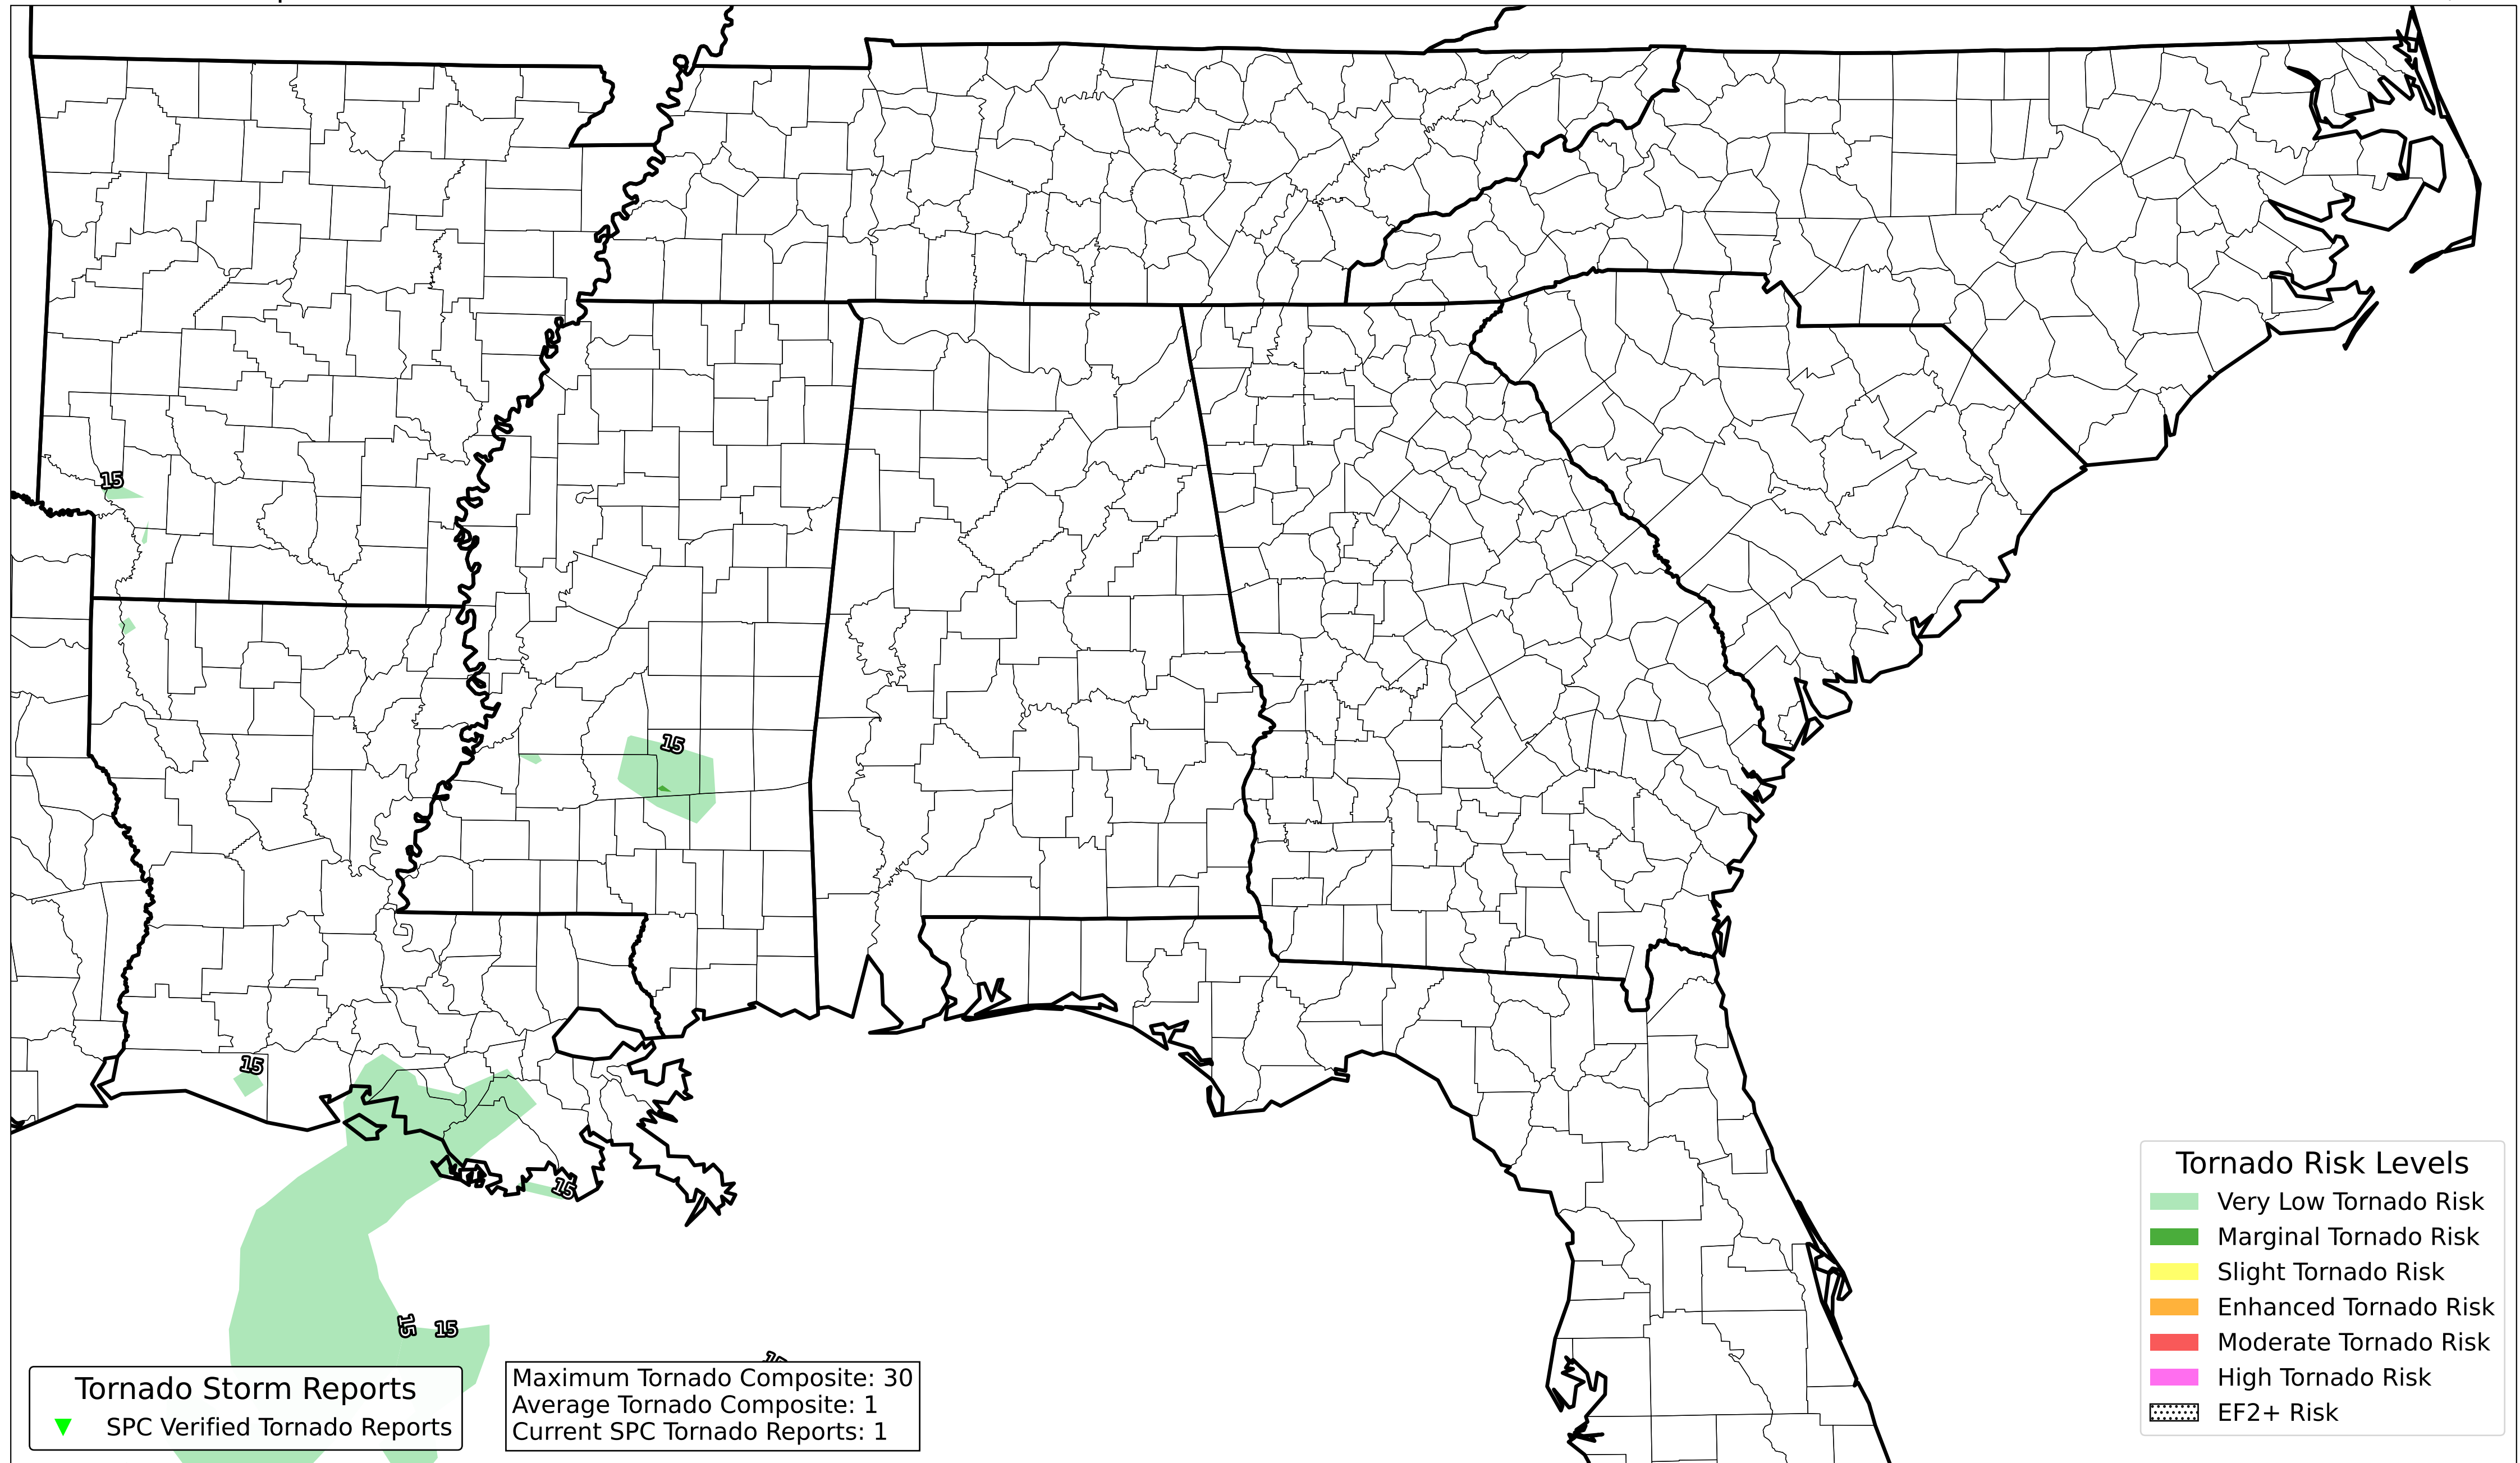 15
15
15
15
15
15
Tornado Storm Reports
SPC Verified Tornado Reports
Maximum Tornado Composite: 30
Average Tornado Composite: 1
Current SPC Tornado Reports: 1
Tornado Risk Levels
Very Low Tornado Risk
Marginal Tornado Risk
Slight Tornado Risk
Enhanced Tornado Risk
Moderate Tornado Risk
High Tornado Risk
EF2+ Risk